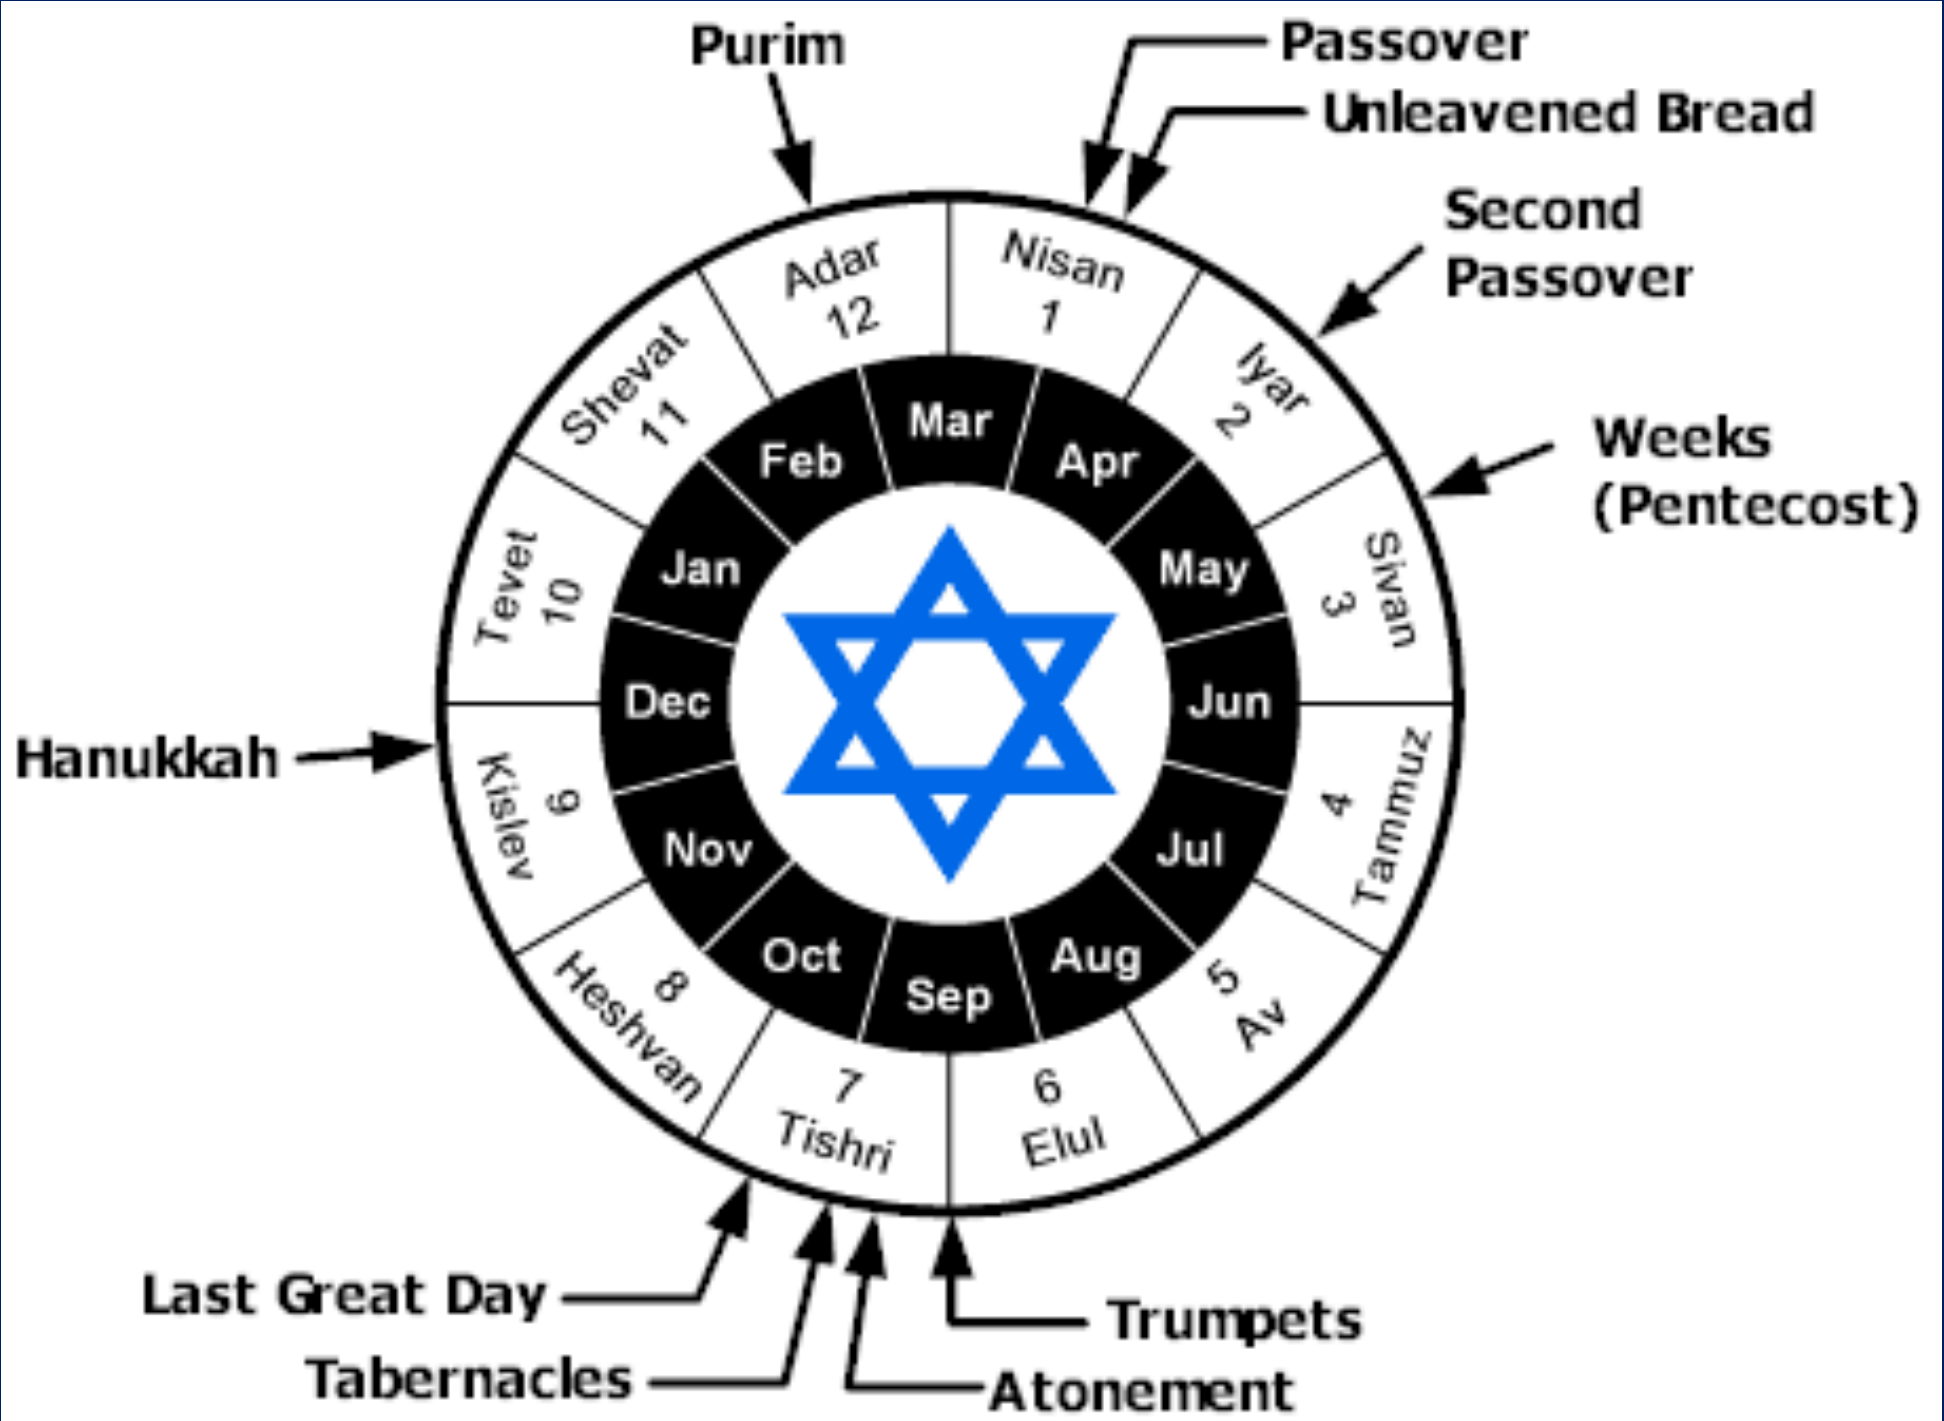 Purim
Passover
Unleavened Bread
Second
Passover
Weeks
(Pentecost)
Hanukkah
Last Great Day
Tabernacles
Trumpets
Atonement
Nisan
1
Iyar
2
Sivan
3
Tammuz
4
Av
5
Elul
6
Tishri
7
Heshvan
8
Kislev
9
Tevet
10
Shevat
11
Adar
12
Mar
Apr
May
Jun
Jul
Aug
Sep
Oct
Nov
Dec
Jan
Feb